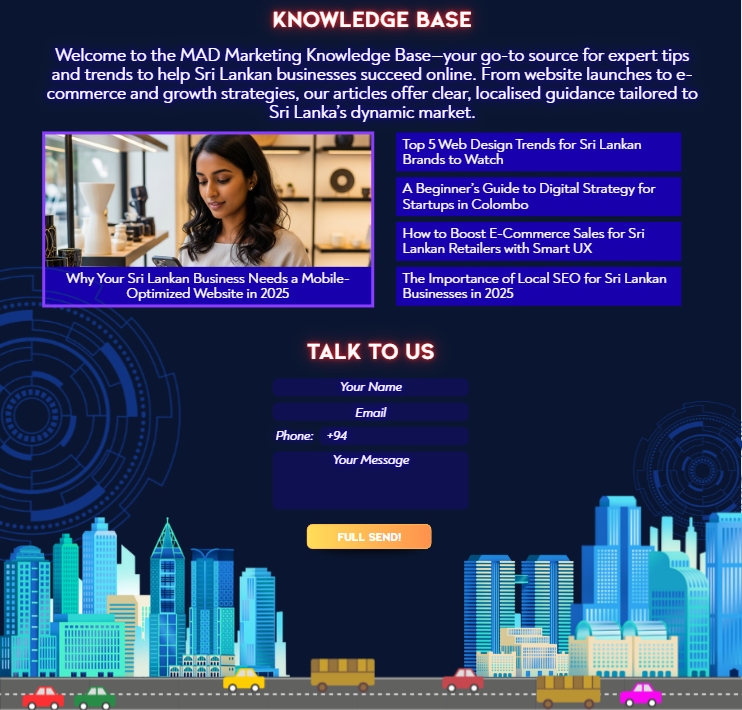 KNOWLEDGE BASE
Welcome to the MAD Marketing Knowledge Base—your go-to source for expert tips
and trends to help Sri Lankan businesses succeed online. From website launches to e-
commerce and growth strategies, our articles offer clear, localised guidance tailored to
Sri Lanka's dynamic market.
Why Your Sri Lankan Business Needs a Mobile-
Optimized Website in 2025
Top 5 Web Design Trends for Sri Lankan
Brands to Watch
A Beginner's Guide to Digital Strategy for
Startups in Colombo
How to Boost E-Commerce Sales for Sri
Lankan Retailers with Smart UX
The Importance of Local SEO for Sri Lankan
Businesses in 2025
TALK TO US
Your Name
Email
Phone: +94
Your Message
FULL SEND!